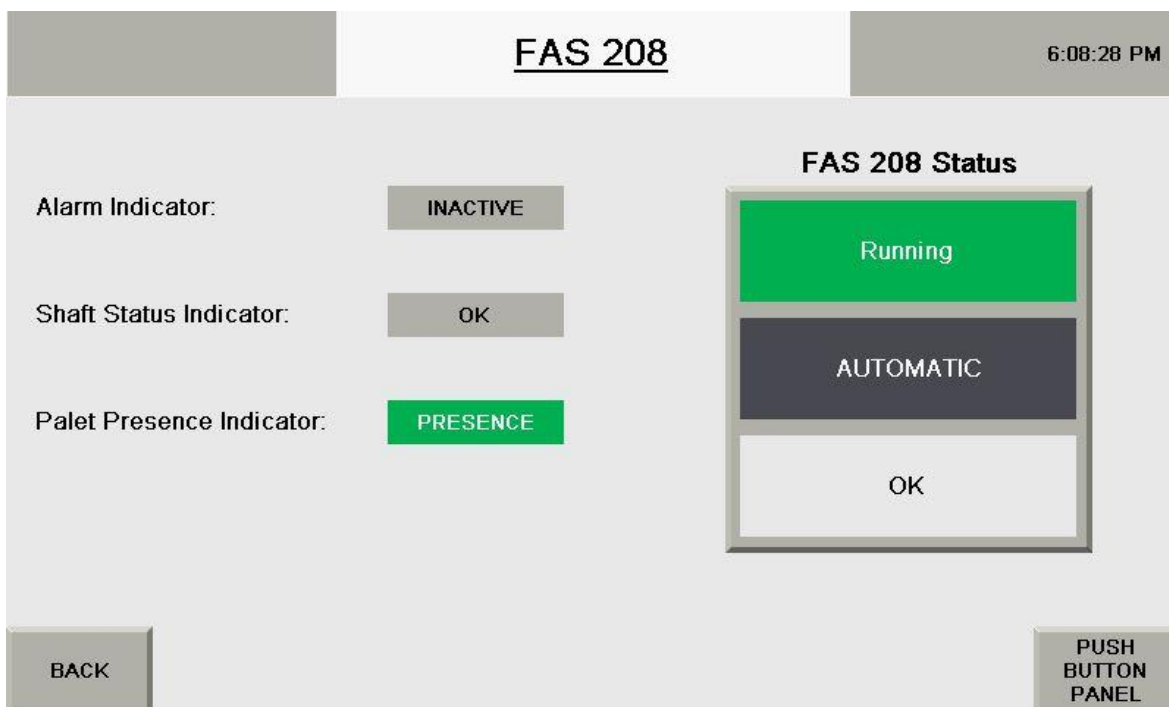 FAS 208
6:08:28 PM
FAS 208 Status
Alarm Indicator:
INACTIVE
Running
Shaft Status Indicator:
OK
AUTOMATIC
Palet Presence Indicator:
PRESENCE
OK
BACK
PUSH
BUTTON
PANEL